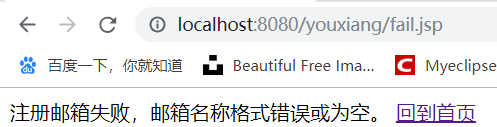 localhost:8080/youxiang/fail.jsp
百度一下，你就知道 Beautiful Free Ima... Myeclipse
注册邮箱失败，邮箱名称格式错误或为空。 回到首页